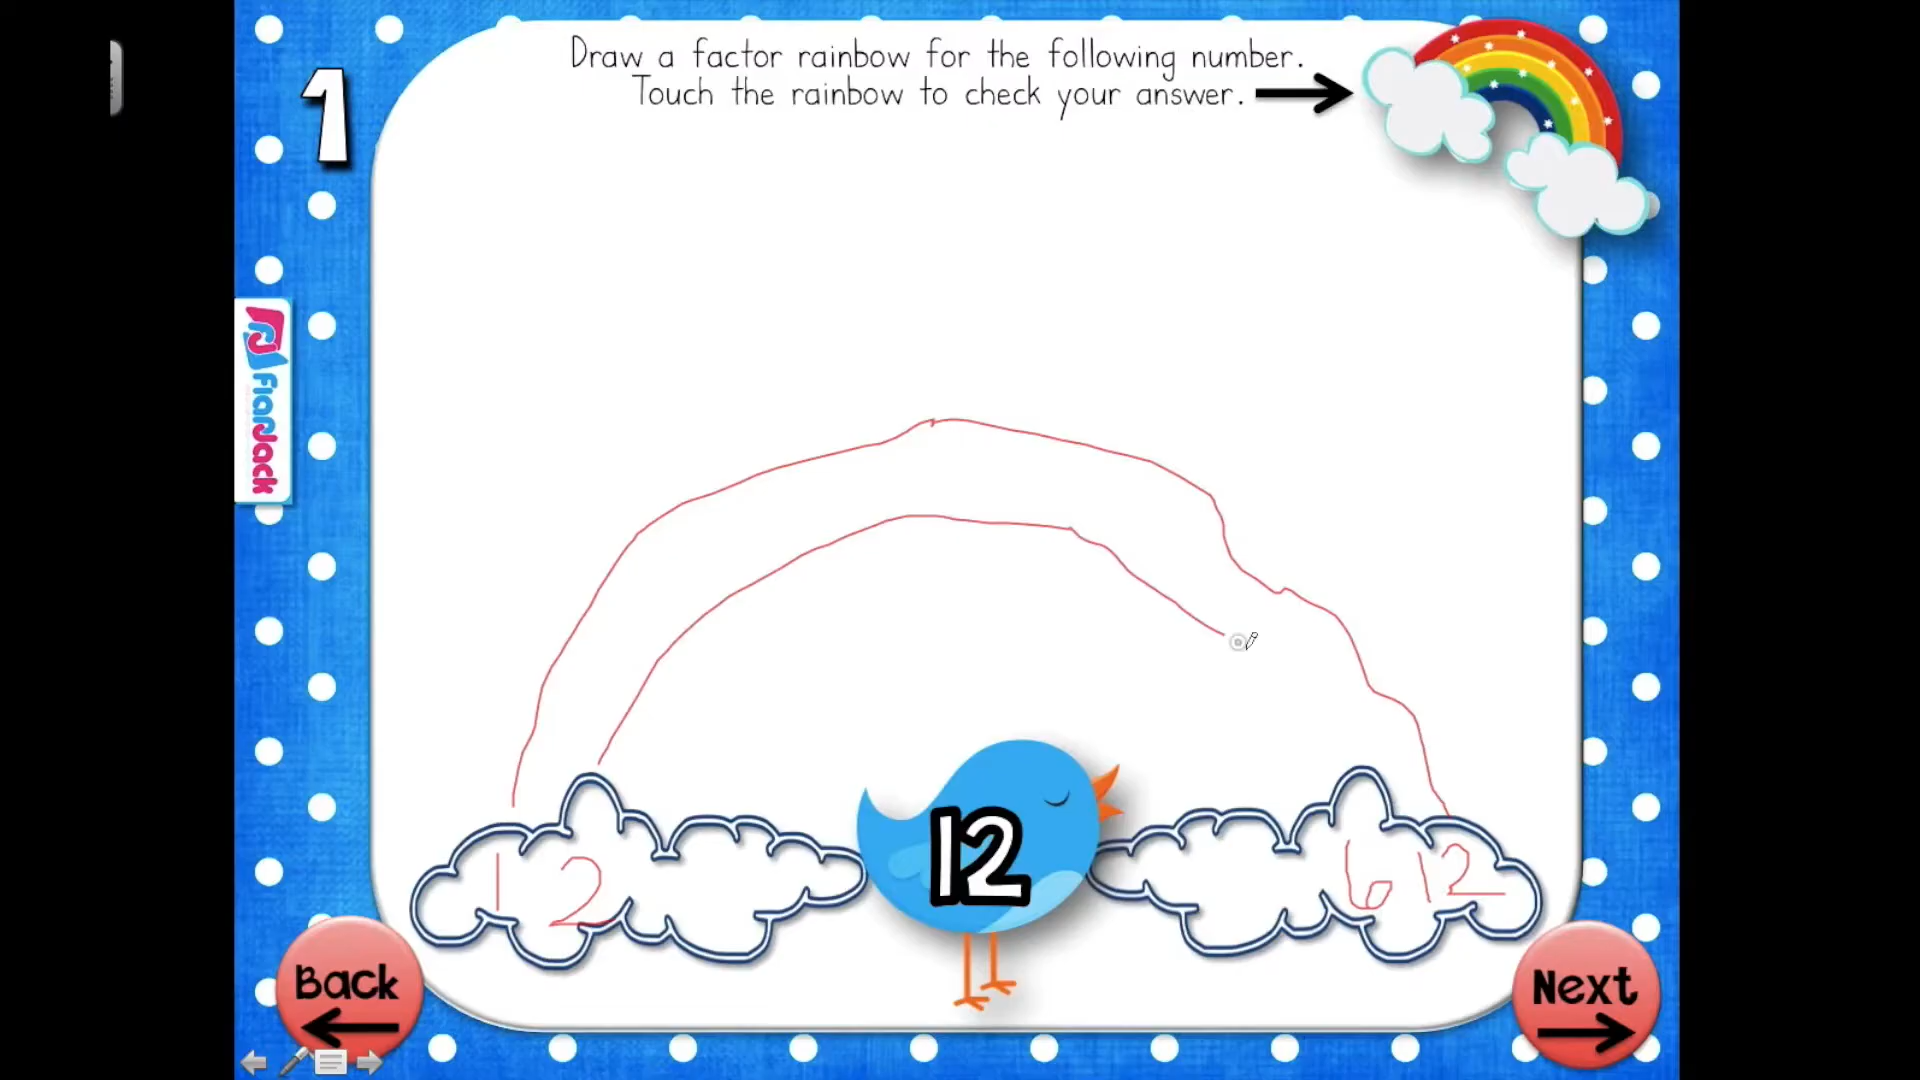 Draw a factor rainbow for the following number.
Touch the rainbow to check your answer.
1
FlapJack
12
1 2
6 12
Back
Next